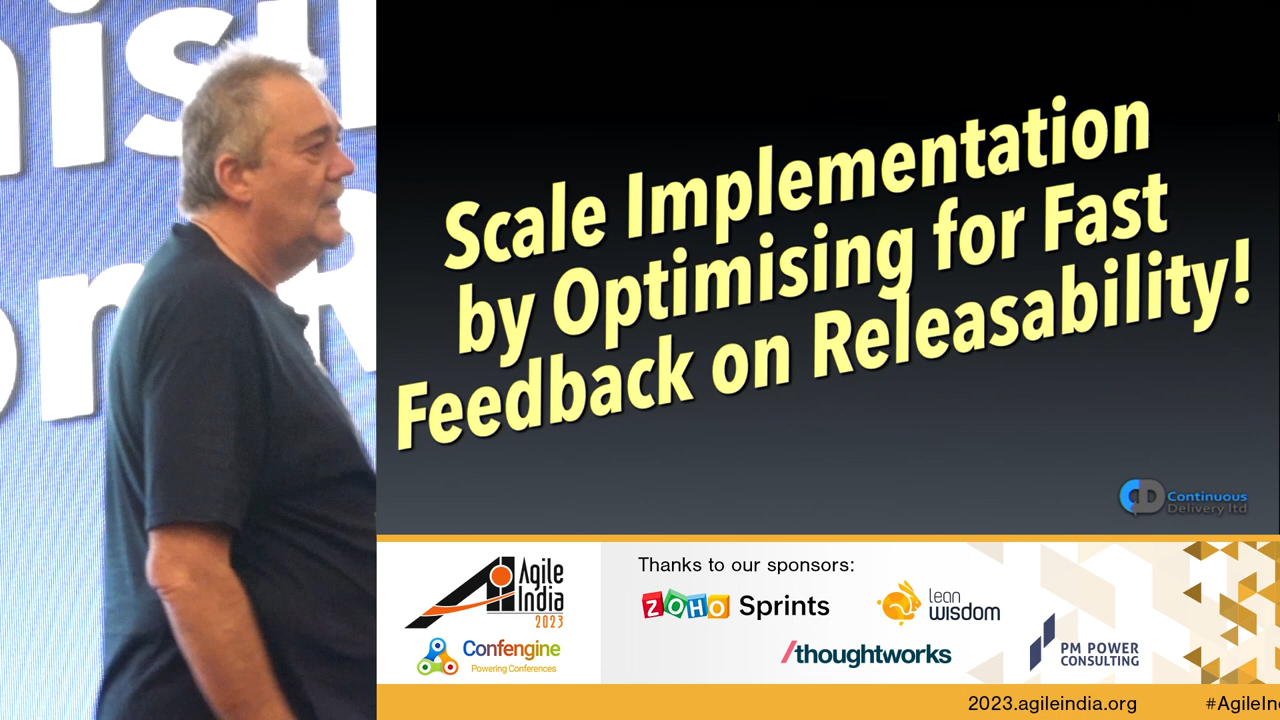 Scale Implementation
by Optimising for Fast
Feedback on Releasability!
CD Continuous
Delivery ltd
Agile
India
2023
Confengine
Powering Conferences
Thanks to our sponsors:
ZOHO Sprints
lean
wisdom
/thoughtworks
PM POWER
CONSULTING
2023.agileindia.org